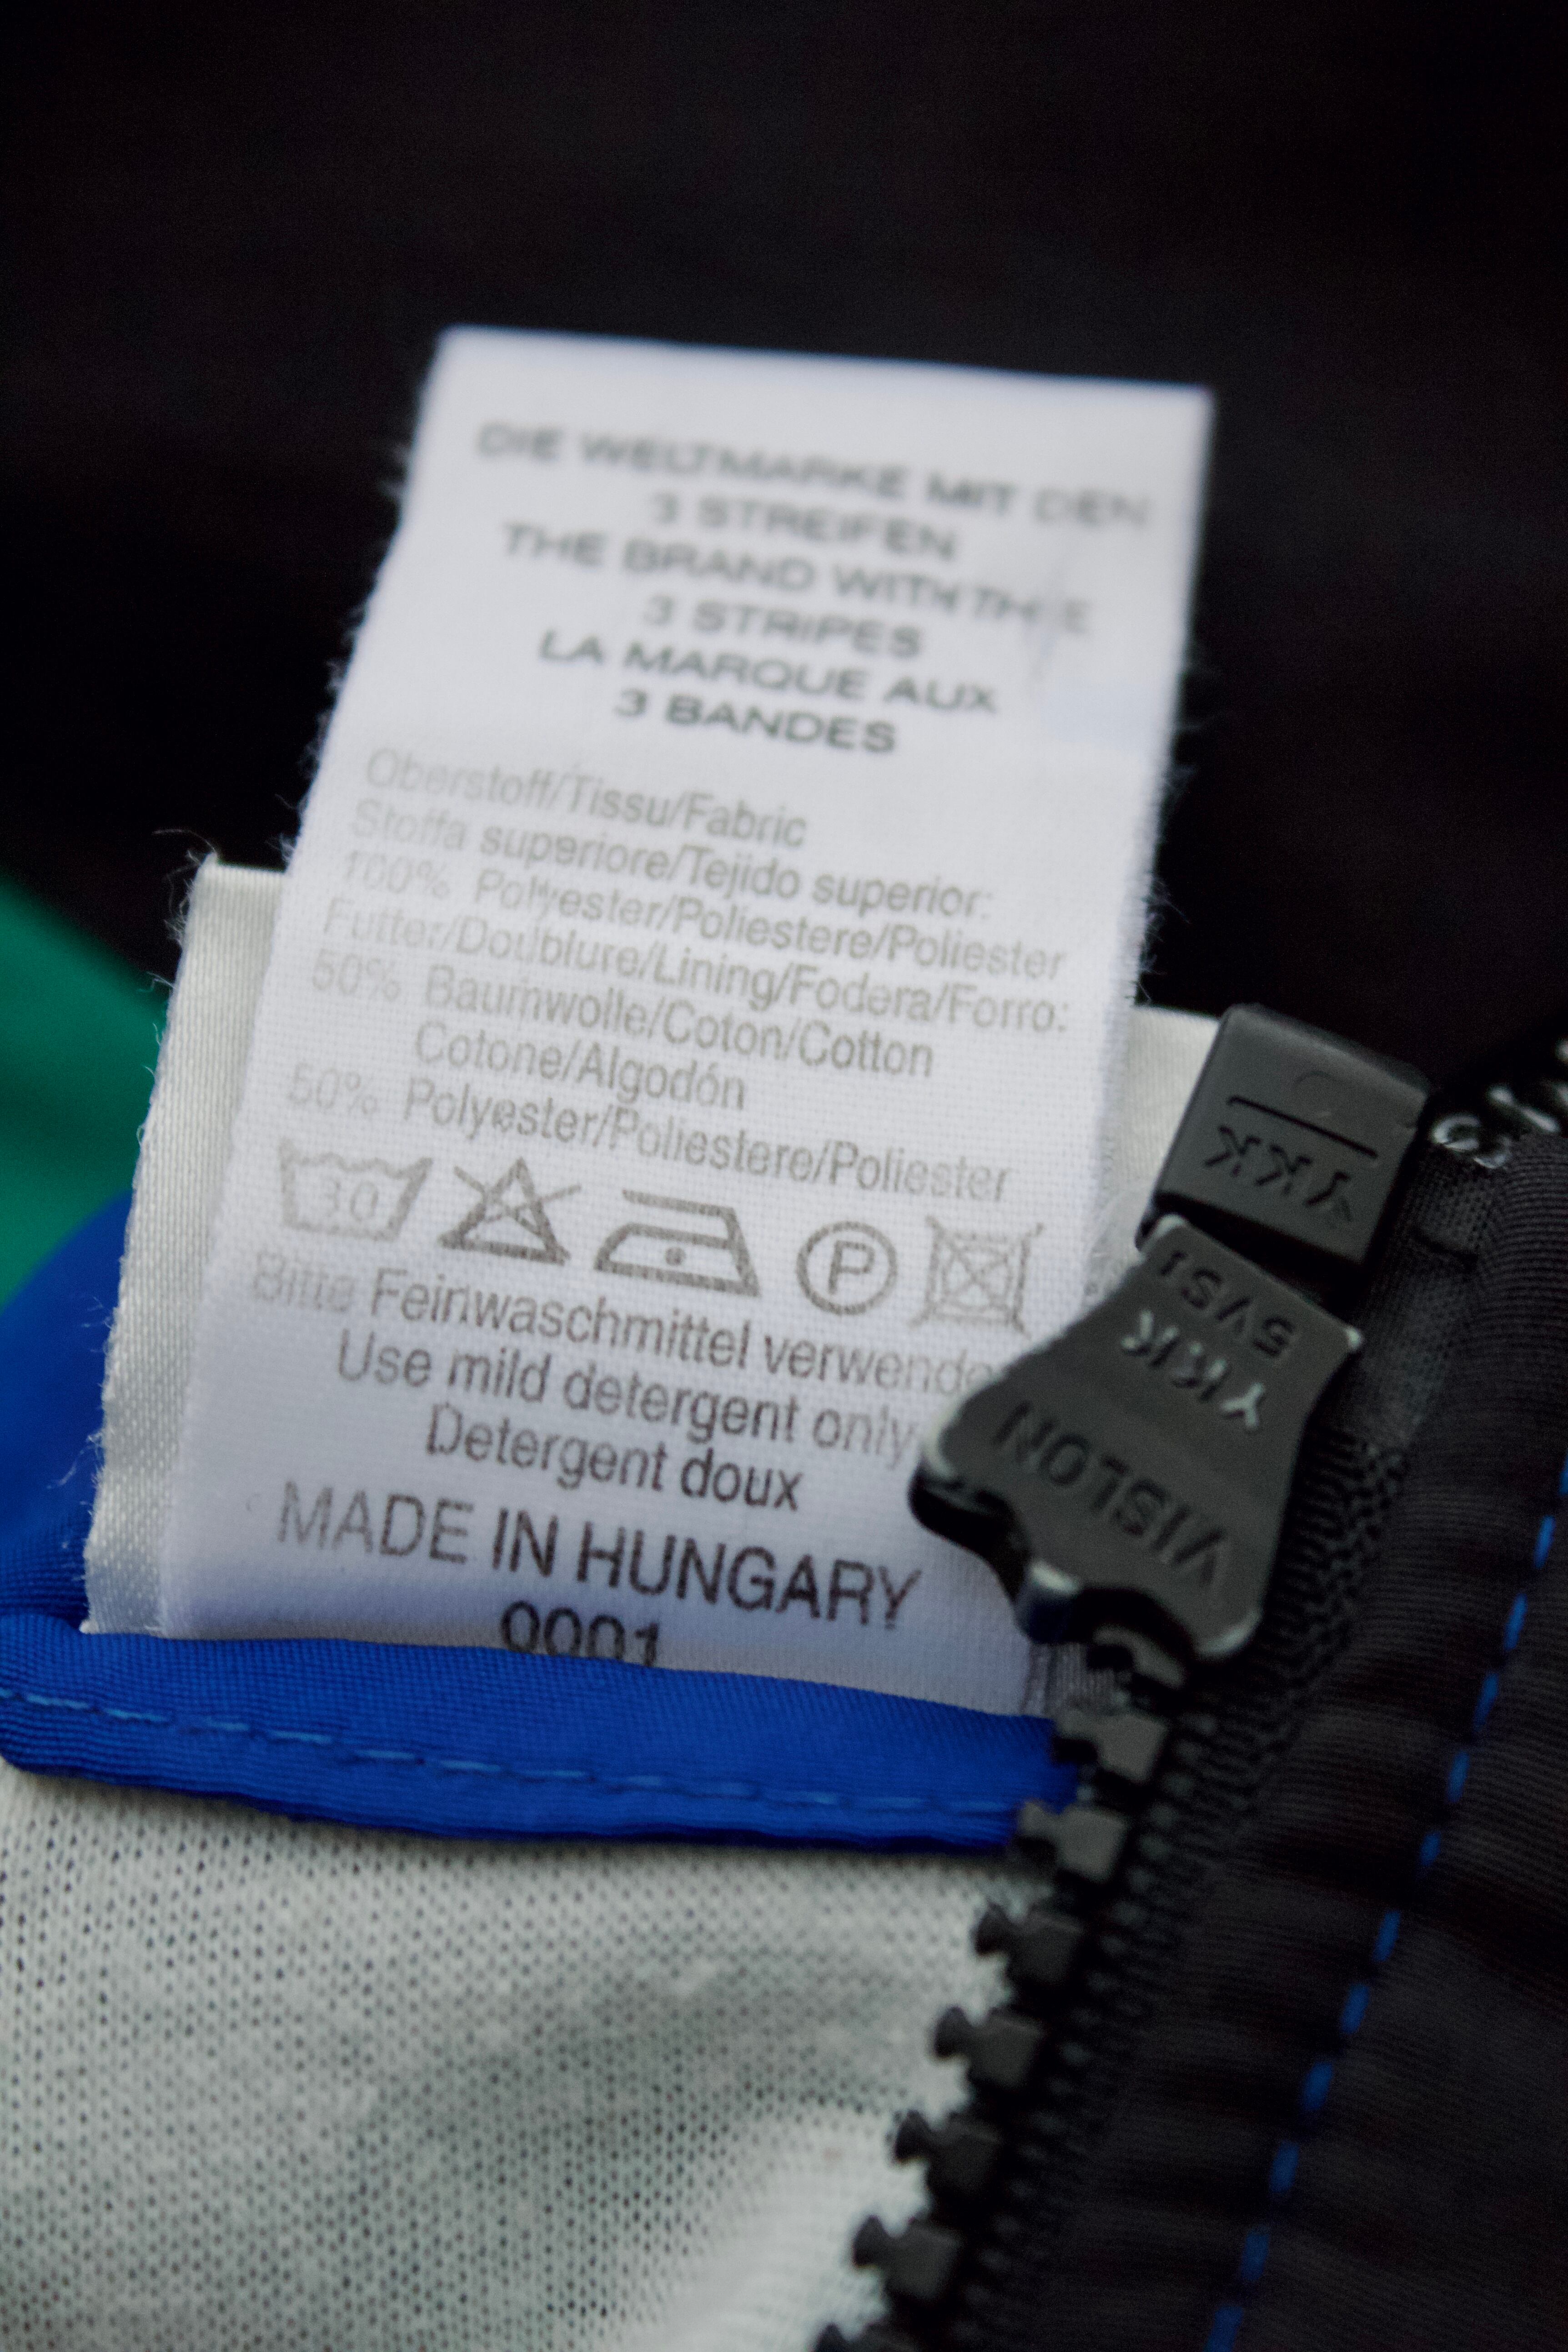 DIE WELTMARKE MIT DEN
3 STREIFEN
THE BRAND WITH THE
3 STRIPES
LA MARQUE AUX
3 BANDES
Oberstoff/Tissu/Fabric
Stoffa superiore/Tejido superior:
100% Polyester/Poliestere/Poliester
Futter/Doublure/Lining/Fodera/Forro:
50% Baumwolle/Coton/Cotton
Cotone/Algodón
50% Polyester/Poliestere/Poliester
30
P
Bitte Feinwaschmittel verwende
Use mild detergent only
Detergent doux
MADE IN HUNGARY
0001
YKK
5VS1
YKK
VISLON